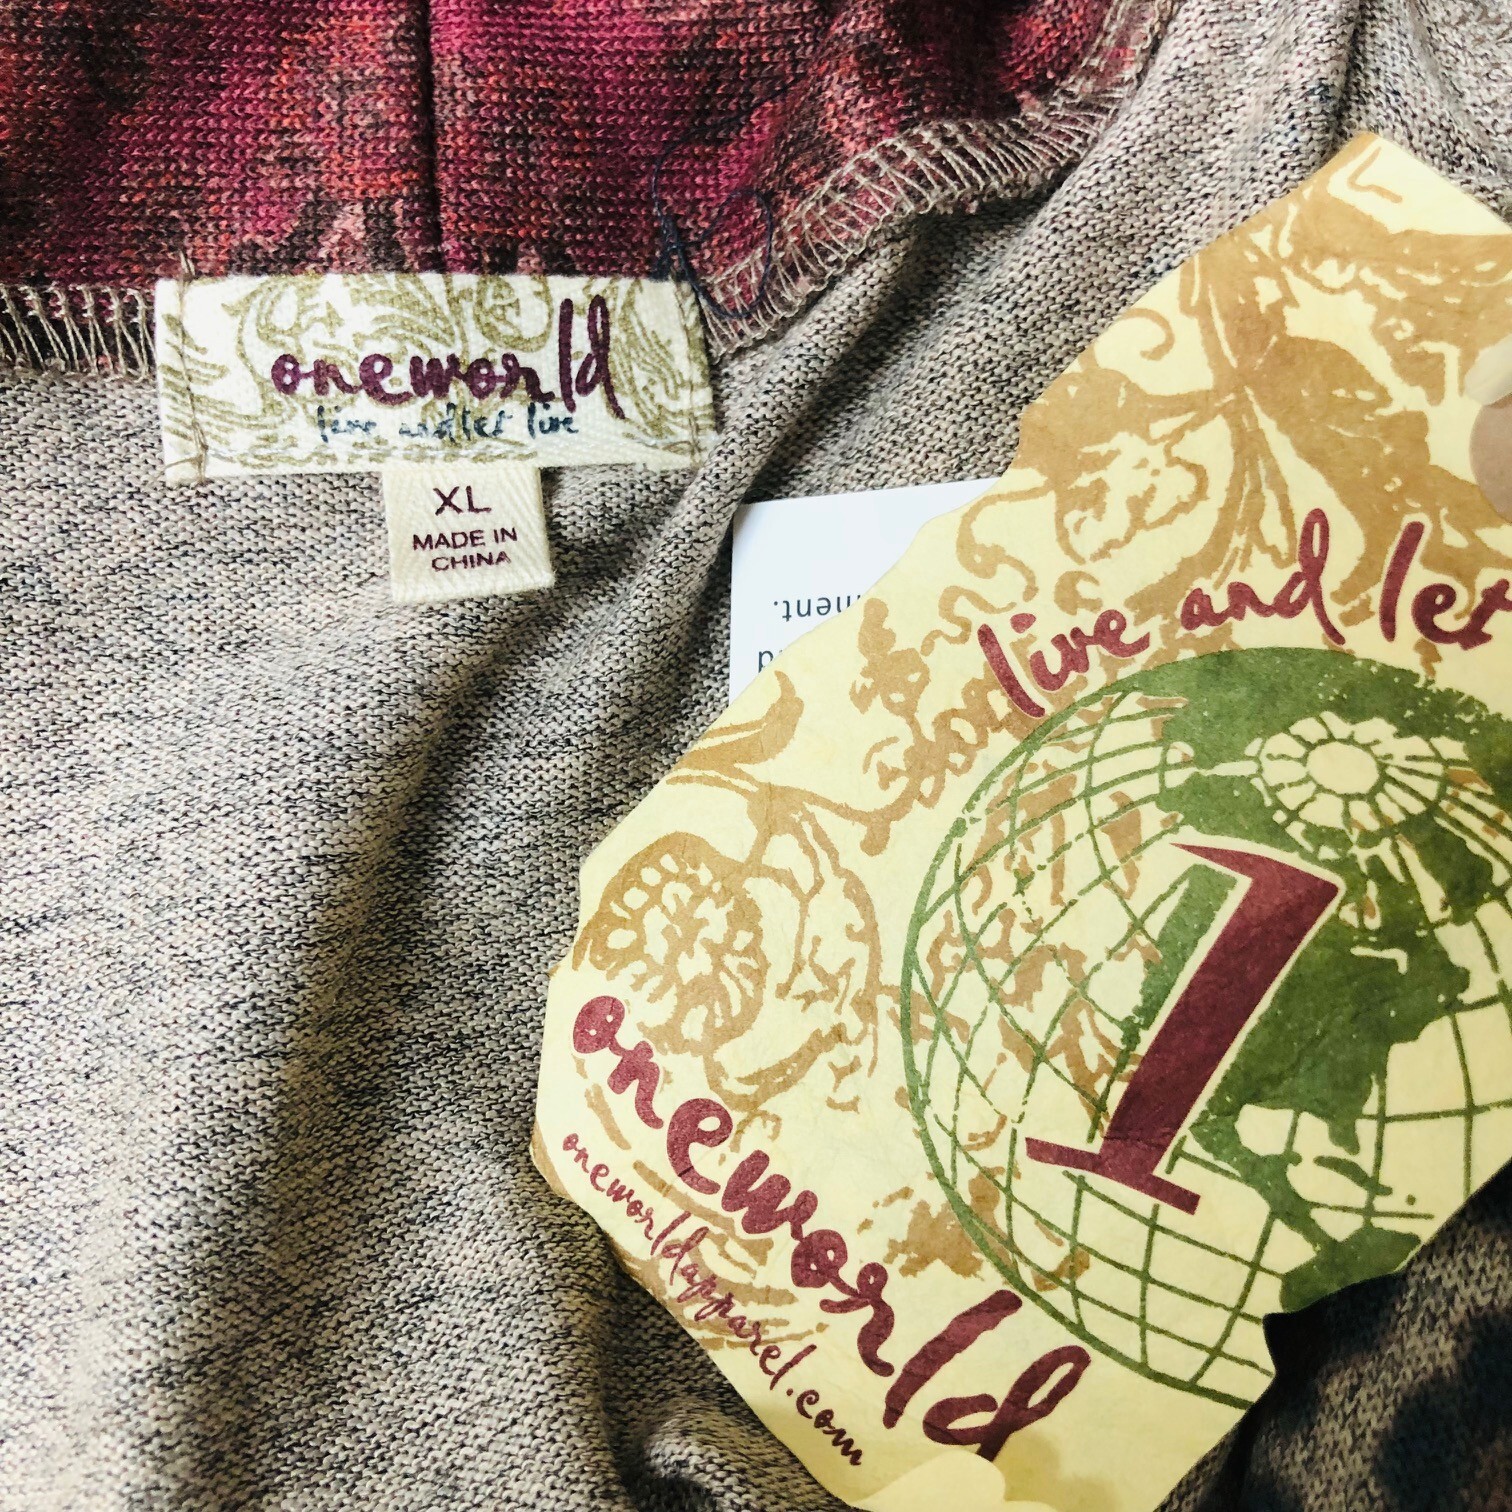 oneworld
live and let live
XL
MADE IN
CHINA
ment.
live and let
1
oneworld
oneworldapparel.com